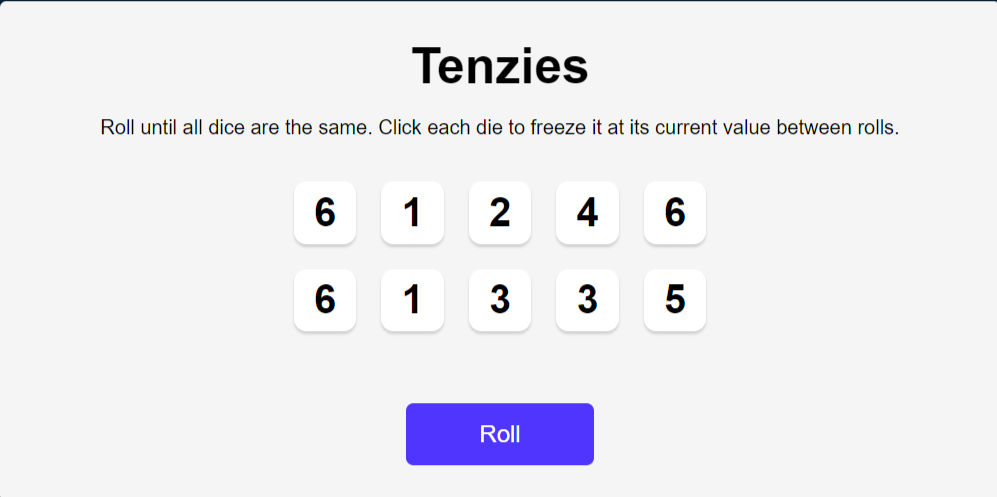 Tenzies
Roll until all dice are the same. Click each die to freeze it at its current value between rolls.
6 1 2 4 6
6 1 3 3 5
Roll